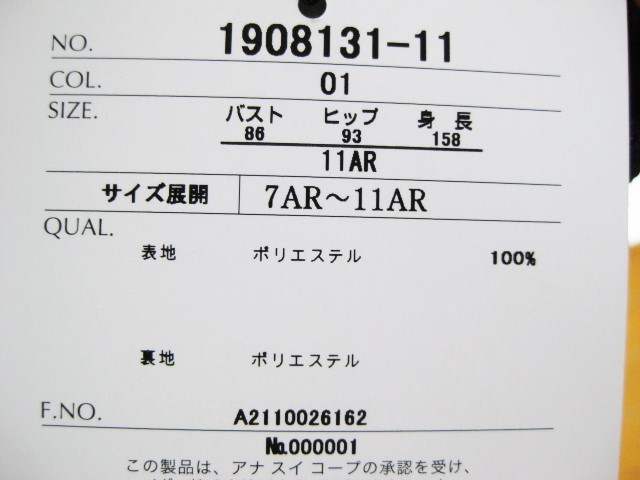 NO. 1908131-11
COL. 01
SIZE. バスト ヒップ 身 長
86 93 158
11AR
サイズ展開 7AR～11AR
QUAL.
表地 ポリエステル 100%
裏地 ポリエステル
F.NO. A2110026162
No.000001
この製品は、アナ スイ コープの承認を受け、